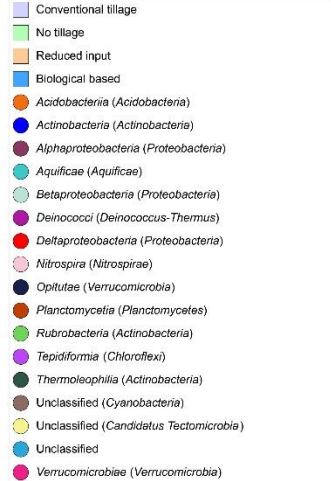 Conventional tillage
No tillage
Reduced input
Biological based
Acidobacteriia (Acidobacteria)
Actinobacteria (Actinobacteria)
Alphaproteobacteria (Proteobacteria)
Aquificae (Aquificae)
Betaproteobacteria (Proteobacteria)
Deinococci (Deinococcus-Thermus)
Deltaproteobacteria (Proteobacteria)
Nitrospira (Nitrospirae)
Opitutae (Verrucomicrobia)
Planctomycetia (Planctomycetes)
Rubrobacteria (Actinobacteria)
Tepidiformia (Chloroflexi)
Thermoleophilia (Actinobacteria)
Unclassified (Cyanobacteria)
Unclassified (Candidatus Tectomicrobia)
Unclassified
Verrucomicrobiae (Verrucomicrobia)